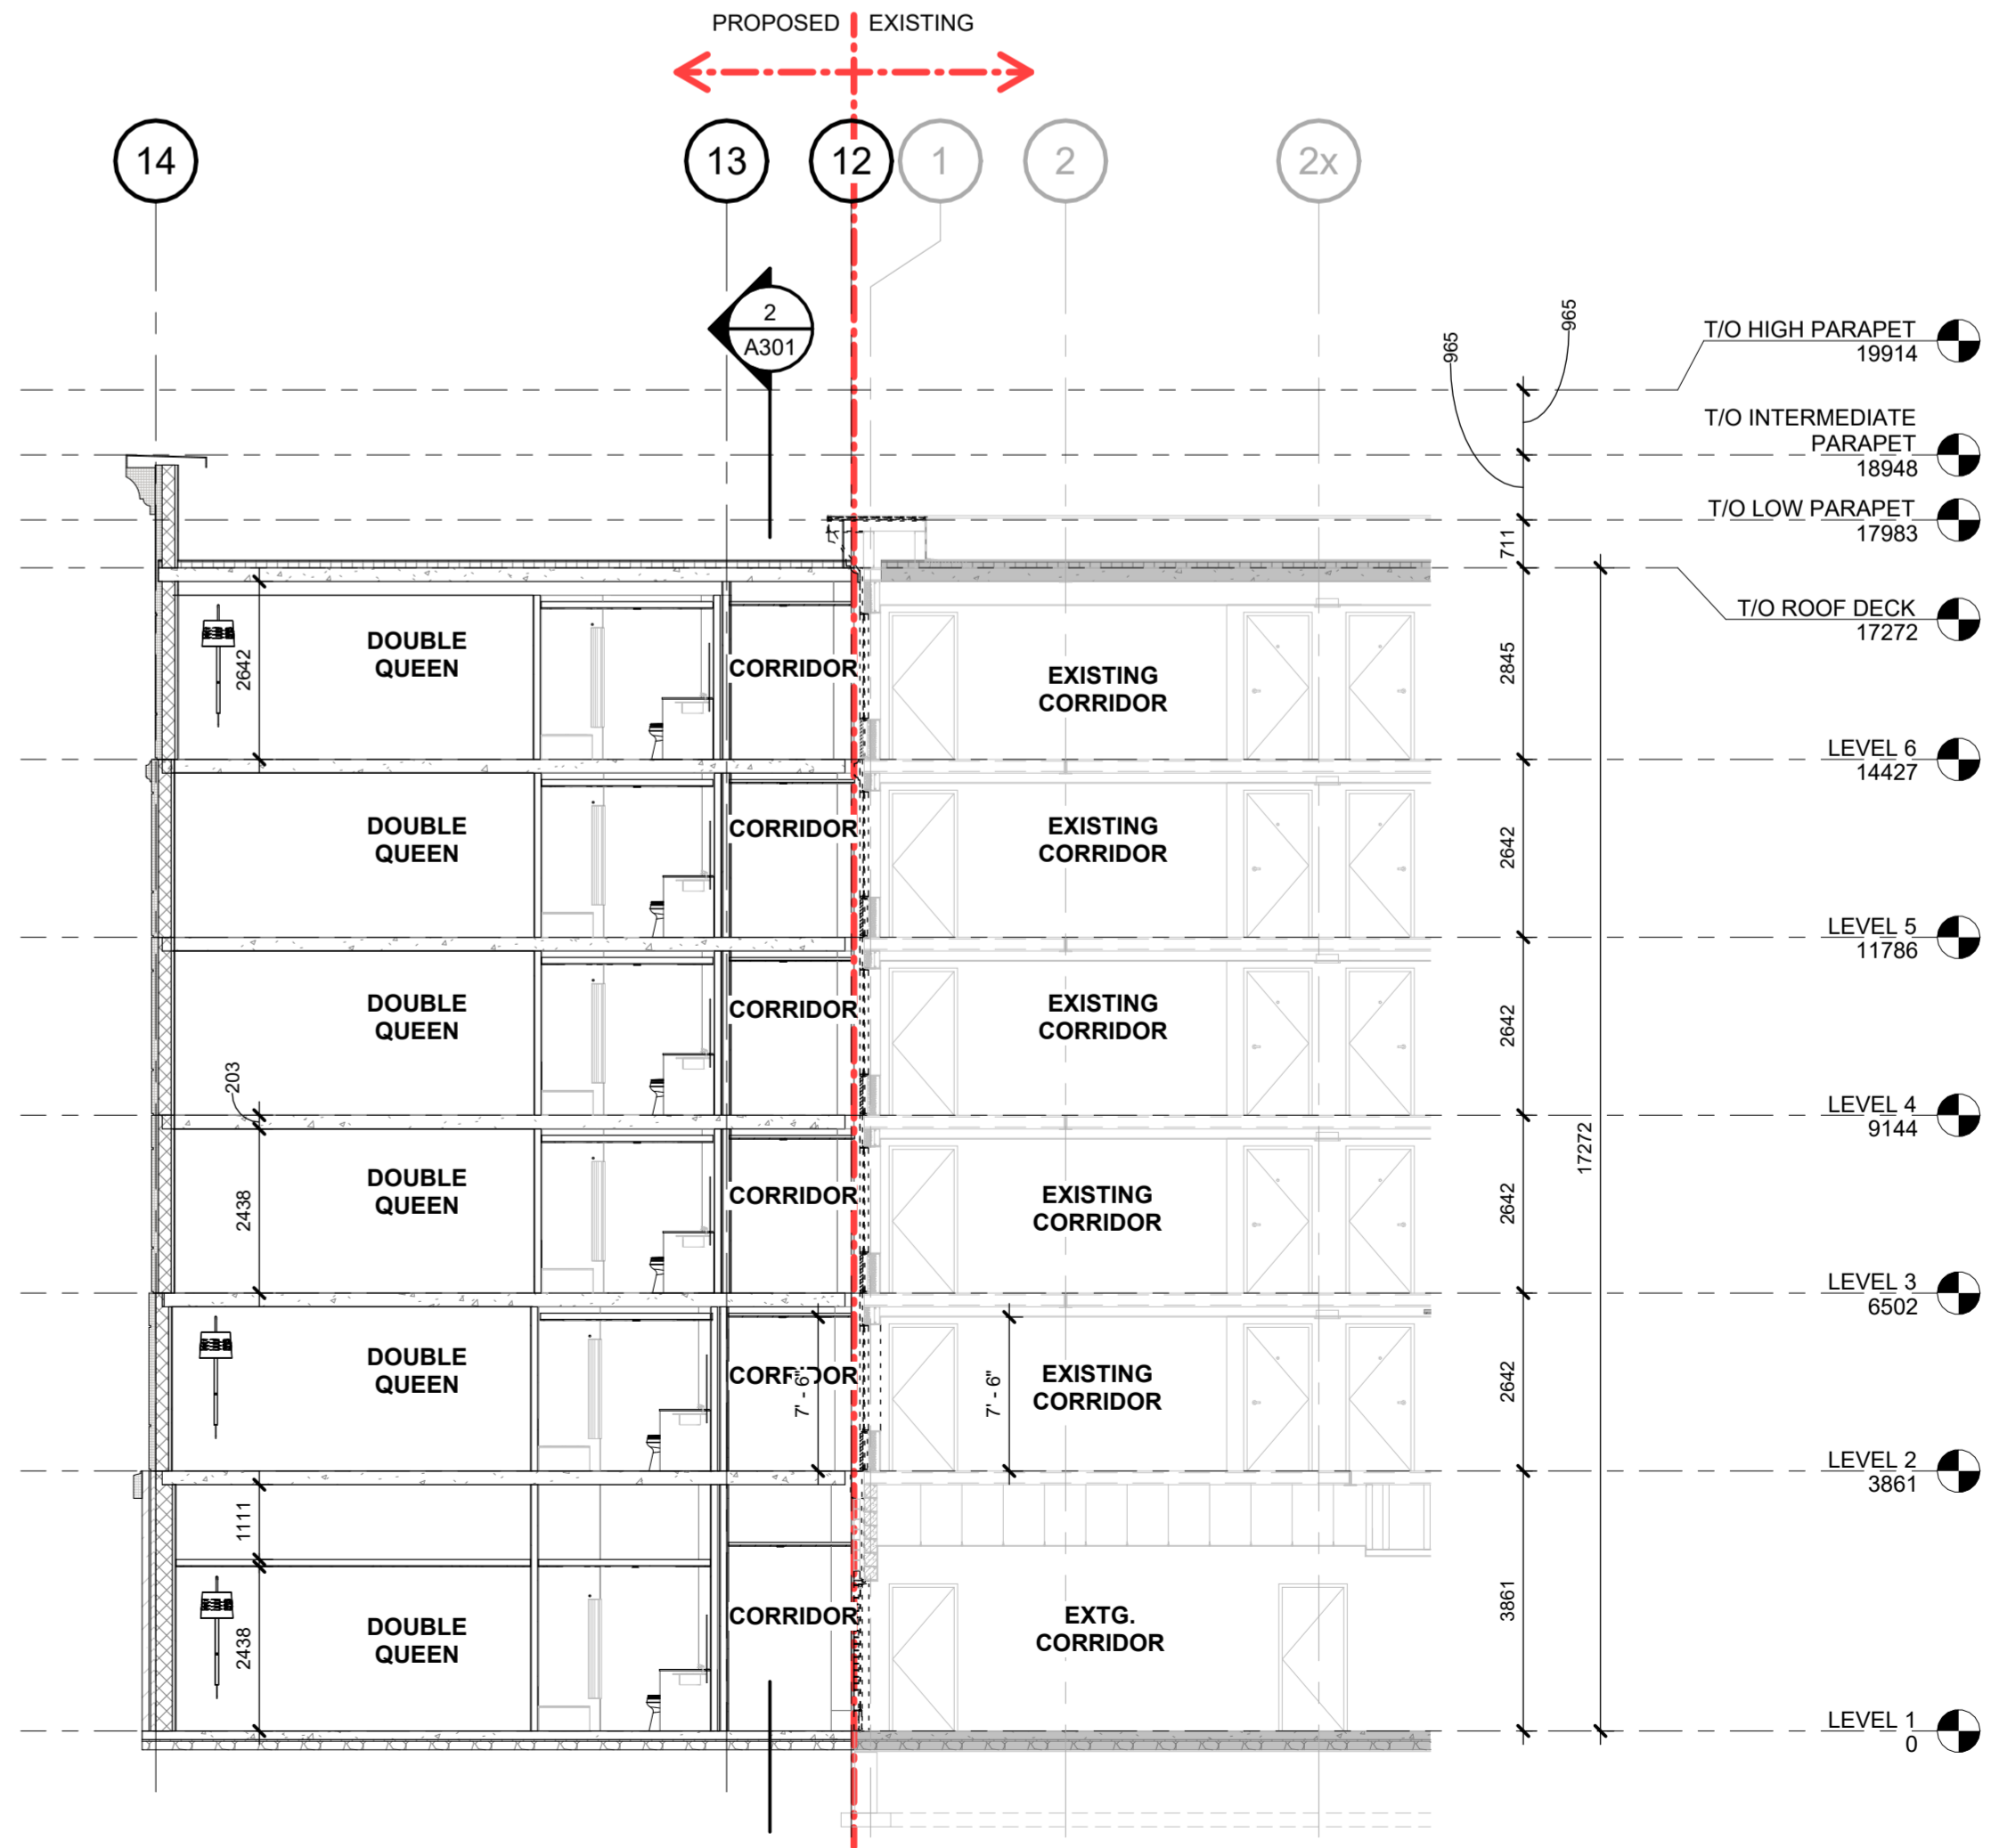 PROPOSED EXISTING
14 13 12 1 2 2x
2
A301
965 965
T/O HIGH PARAPET
19914
T/O INTERMEDIATE
PARAPET
18948
T/O LOW PARAPET
17983
711
T/O ROOF DECK
17272
DOUBLE
QUEEN
2642
CORRIDOR
EXISTING
CORRIDOR
2845
LEVEL 6
14427
DOUBLE
QUEEN
CORRIDOR
EXISTING
CORRIDOR
2642
LEVEL 5
11786
DOUBLE
QUEEN
CORRIDOR
EXISTING
CORRIDOR
2642
203
LEVEL 4
9144
17272
DOUBLE
QUEEN
2438
CORRIDOR
EXISTING
CORRIDOR
2642
LEVEL 3
6502
DOUBLE
QUEEN
CORRIDOR
7' - 6"
7' - 6"
EXISTING
CORRIDOR
2642
LEVEL 2
3861
1111
DOUBLE
QUEEN
2438
CORRIDOR
EXTG.
CORRIDOR
3861
LEVEL 1
0